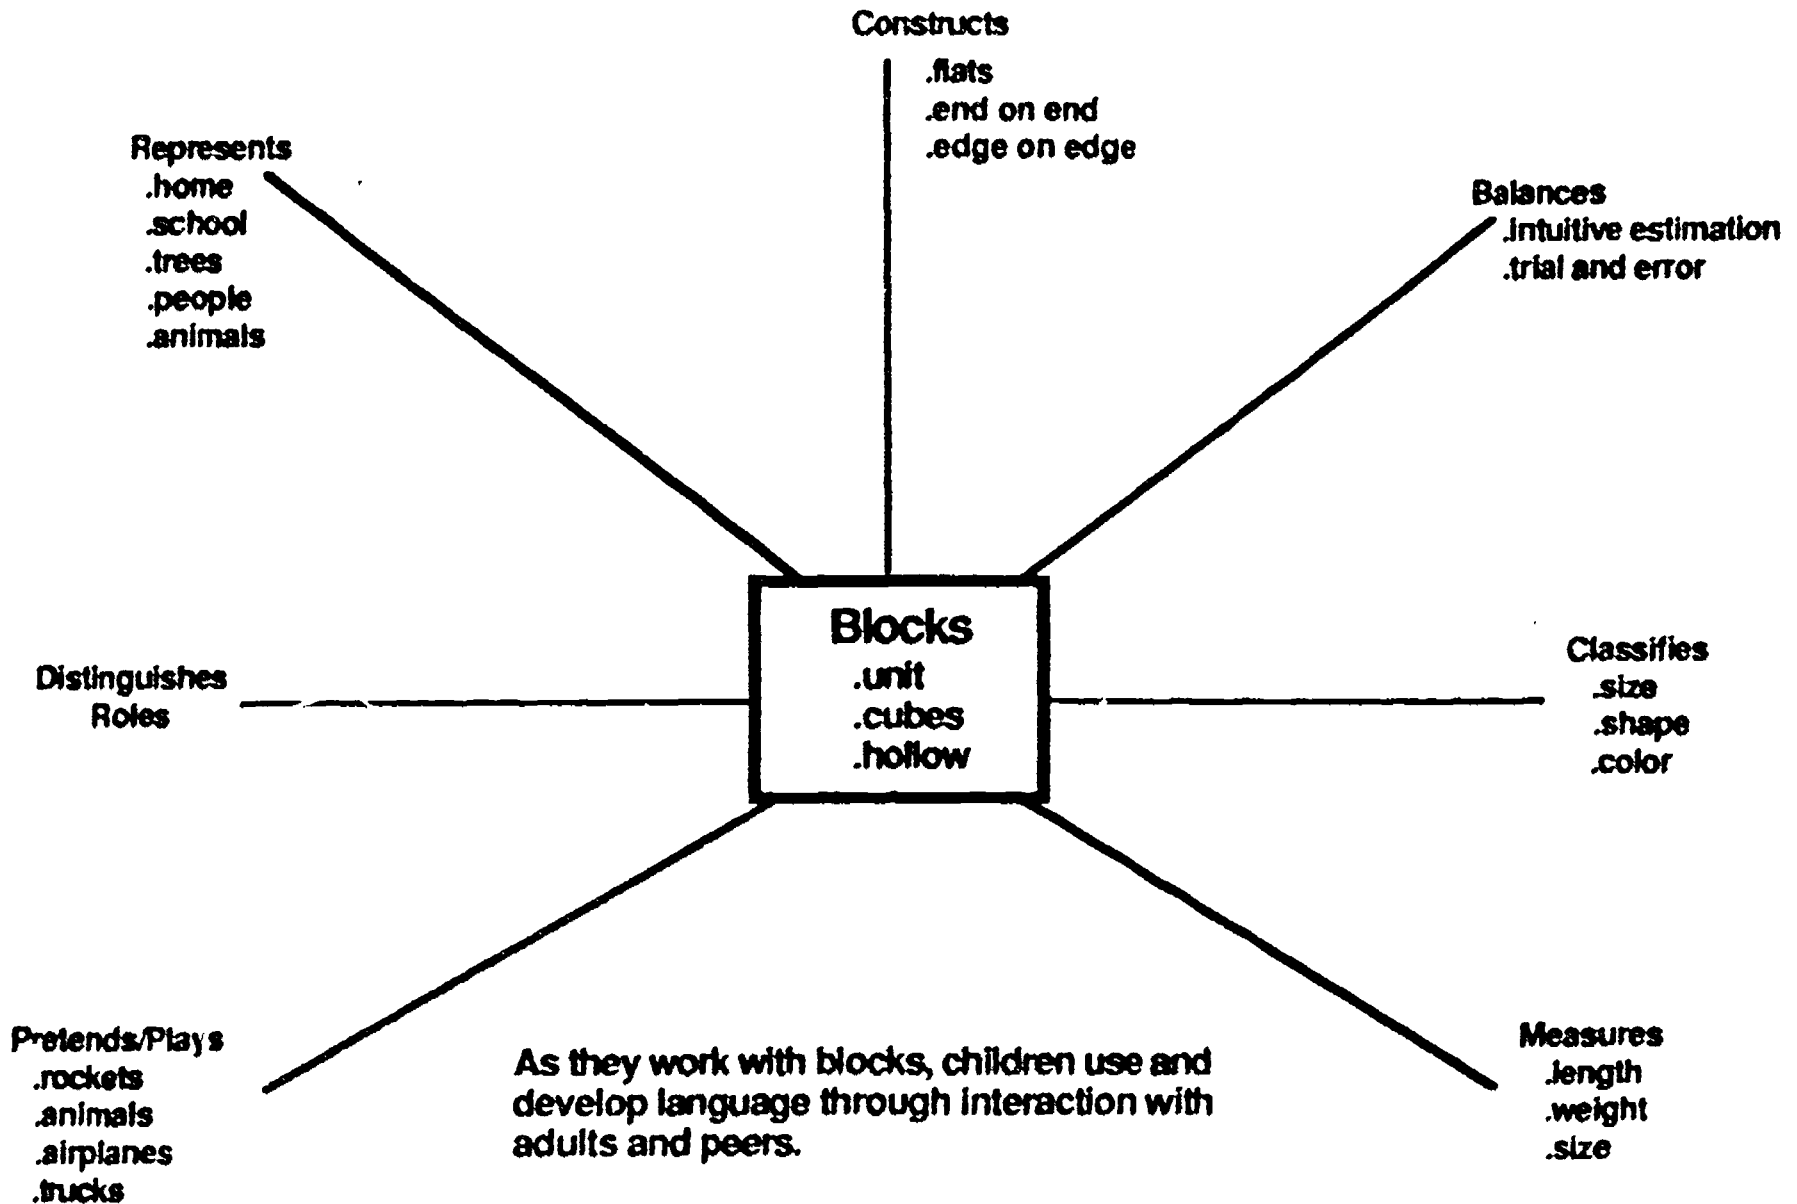 Constructs
.flats
.end on end
.edge on edge
Represents
.home
.school
.trees
.people
.animals
Balances
.intuitive estimation
.trial and error
Blocks
.unit
.cubes
.hollow
Distinguishes
Roles
Classifies
.size
.shape
.color
Pretends/Plays
.rockets
.animals
.airplanes
.trucks
As they work with blocks, children use and
develop language through interaction with
adults and peers.
Measures
.length
.weight
.size